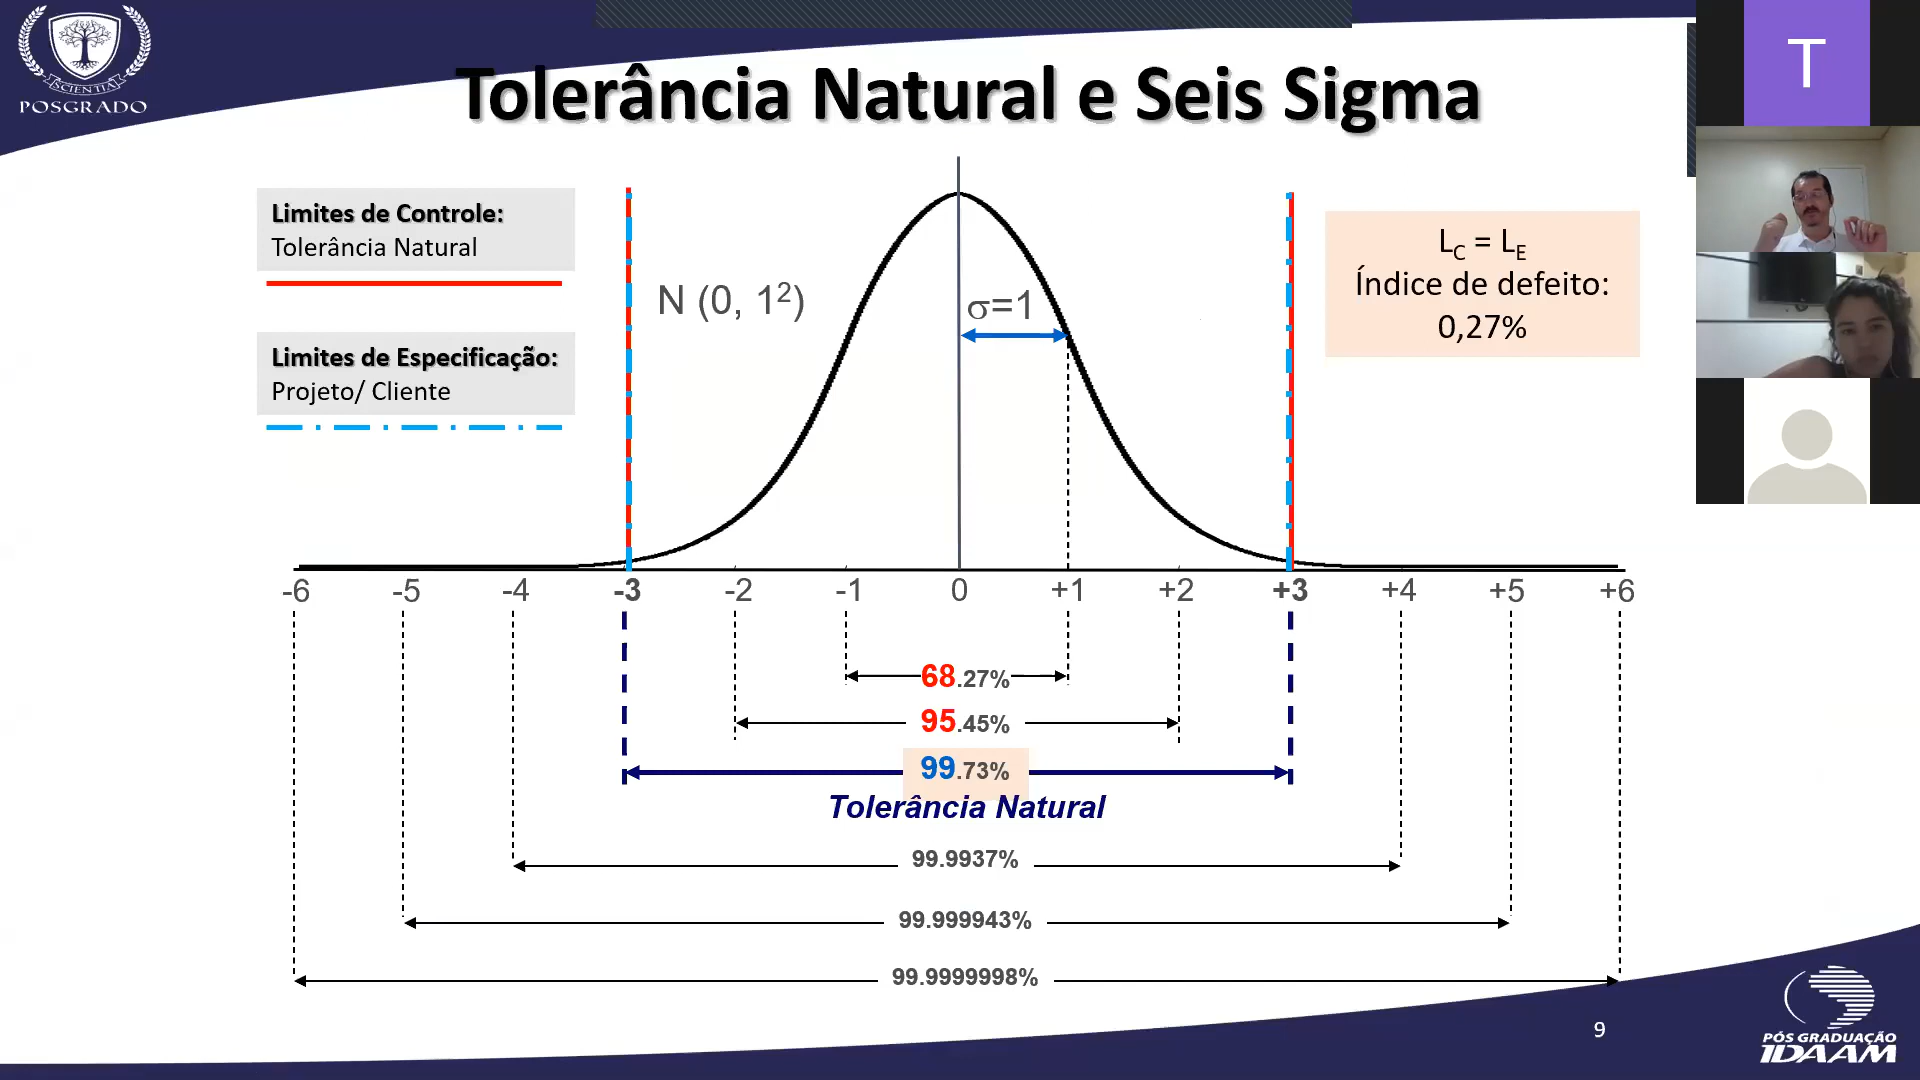 SCIENTIA
POSGRADO
Tolerância Natural e Seis Sigma
T
Limites de Controle:
Tolerância Natural
Limites de Especificação:
Projeto/ Cliente
N (0, 1²)
σ=1
L_C = L_E
Índice de defeito:
0,27%
-6 -5 -4 -3 -2 -1 0 +1 +2 +3 +4 +5 +6
68.27%
95.45%
99.73%
Tolerância Natural
99.9937%
99.999943%
99.9999998%
9
PÓS GRADUAÇÃO
IDAAM